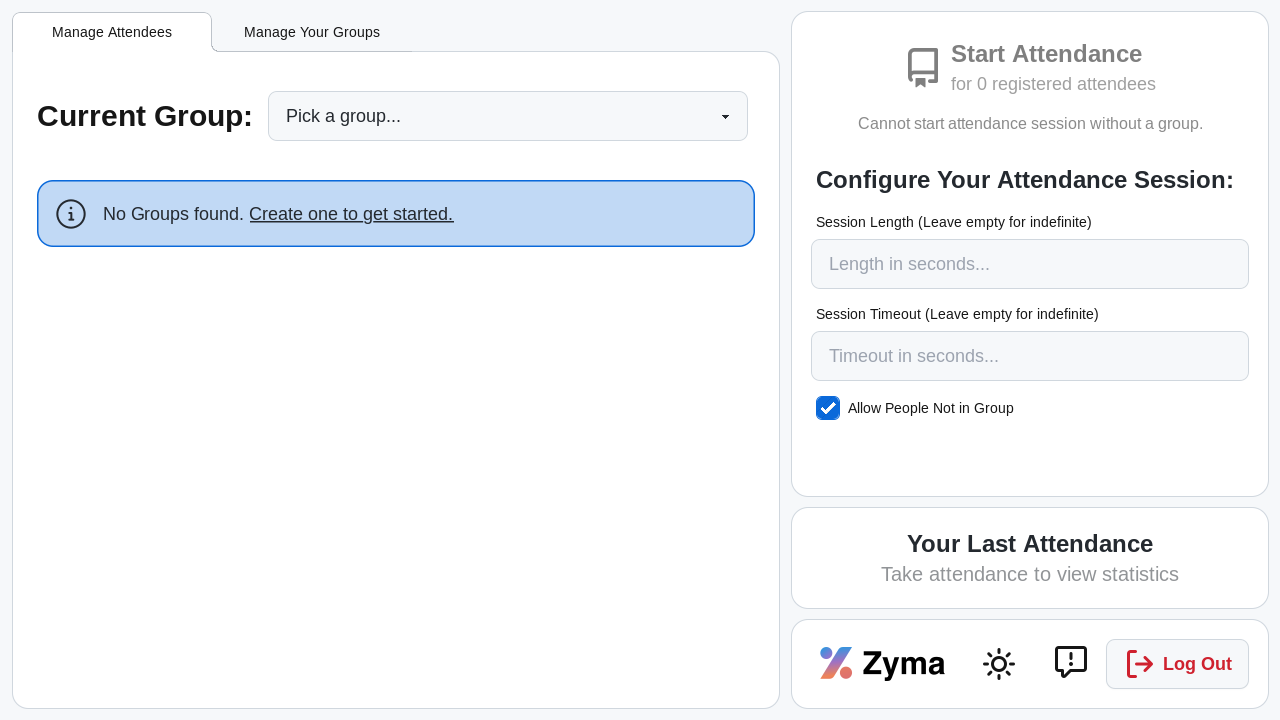 Manage Attendees
Manage Your Groups
Current Group:
Pick a group...
No Groups found. Create one to get started.
Start Attendance
for 0 registered attendees
Cannot start attendance session without a group.
Configure Your Attendance Session:
Session Length (Leave empty for indefinite)
Length in seconds...
Session Timeout (Leave empty for indefinite)
Timeout in seconds...
Allow People Not in Group
Your Last Attendance
Take attendance to view statistics
Zyma
Log Out